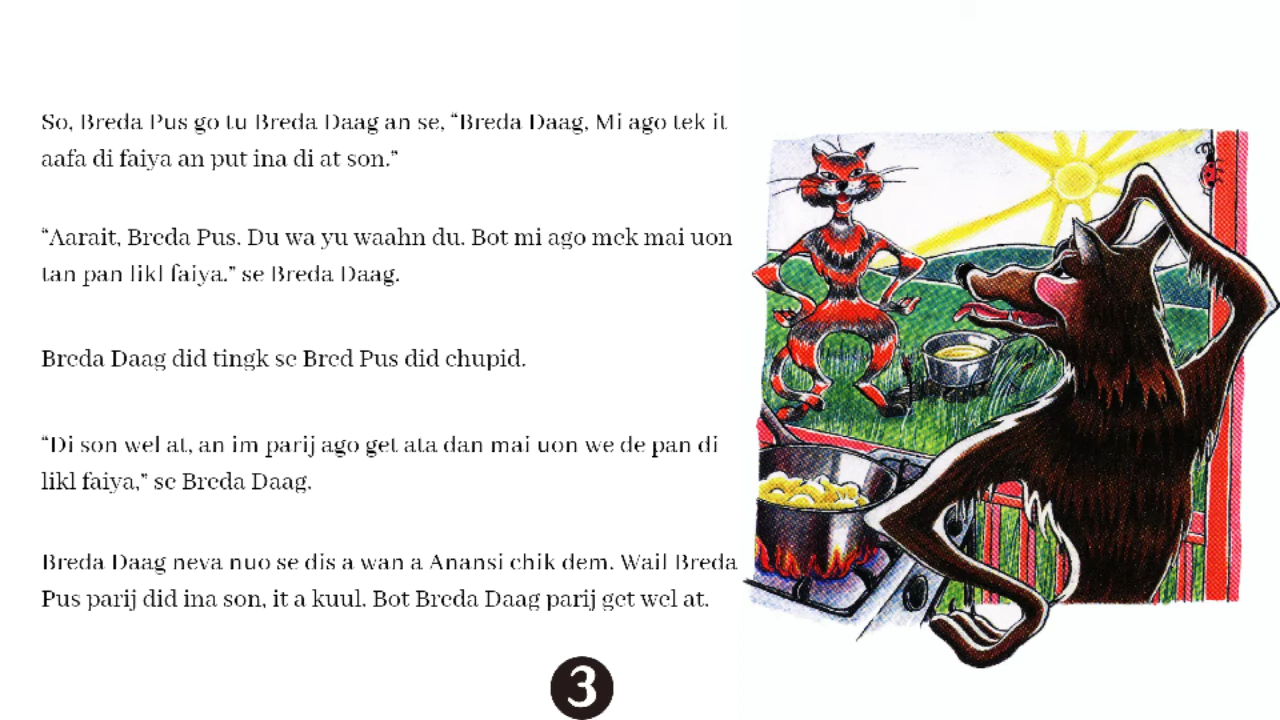 So, Breda Pus go tu Breda Daag an se, “Breda Daag, Mi ago tek it
aafa di faiya an put ina di at son.”
“Aarait, Breda Pus. Du wa yu waahn du. Bot mi ago mek mai uon
tan pan likl faiya.” se Breda Daag.
Breda Daag did tingk se Bred Pus did chupid.
“Di son wel at, an im parij ago get ata dan mai uon we de pan di
likl faiya,” se Breda Daag.
Breda Daag neva nuo se dis a wan a Anansi chik dem. Wail Breda
Pus parij did ina son, it a kuul. Bot Breda Daag parij get wel at.
3